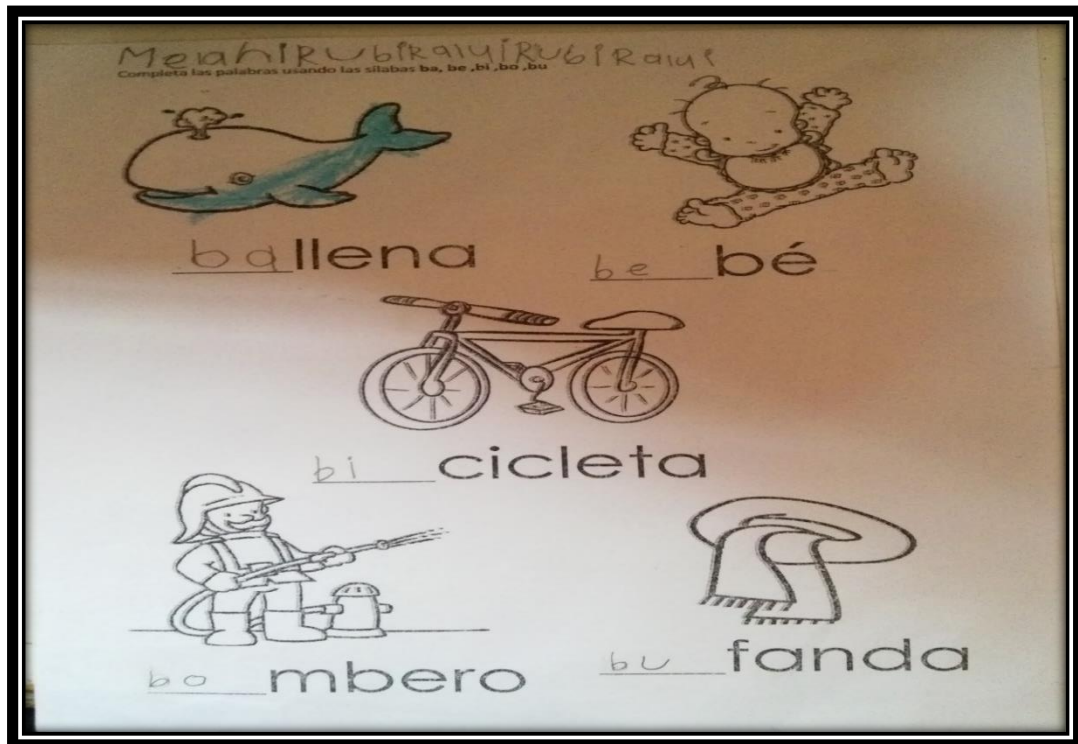 Completa las palabras usando las sílabas ba, be ,bi ,bo ,bu
ballena
bebé
bicicleta
bombero
bufanda